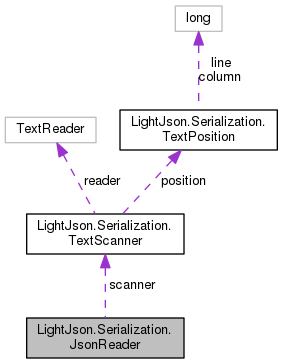 long
line
column
LightJson.Serialization.
TextPosition
TextReader
reader
position
LightJson.Serialization.
TextScanner
scanner
LightJson.Serialization.
JsonReader